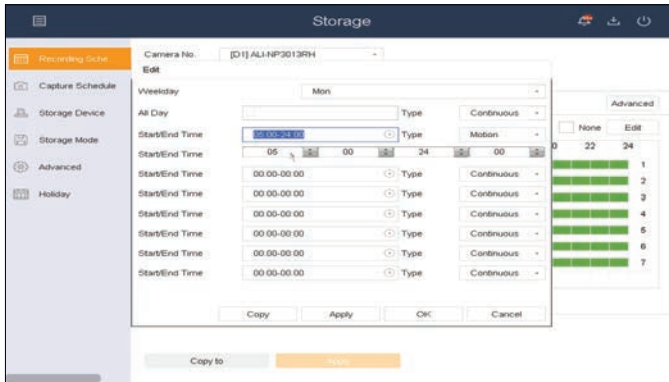 Storage
Recording Sche...
Camera No. [D1] ALI-NP3013RH
Edit
Capture Schedule
Weekday Mon
Advanced
All Day Type Continuous
Storage Device
None Edit
Start/End Time 05:00-24:00 Type Motion
Storage Mode
22 24
Start/End Time 05 00 24 00
1
Advanced
Start/End Time 00:00-00:00 Type Continuous
2
Holiday
Start/End Time 00:00-00:00 Type Continuous
3
Start/End Time 00:00-00:00 Type Continuous
4
Start/End Time 00:00-00:00 Type Continuous
5
Start/End Time 00:00-00:00 Type Continuous
6
Start/End Time 00:00-00:00 Type Continuous
7
Copy Apply OK Cancel
Copy to Apply